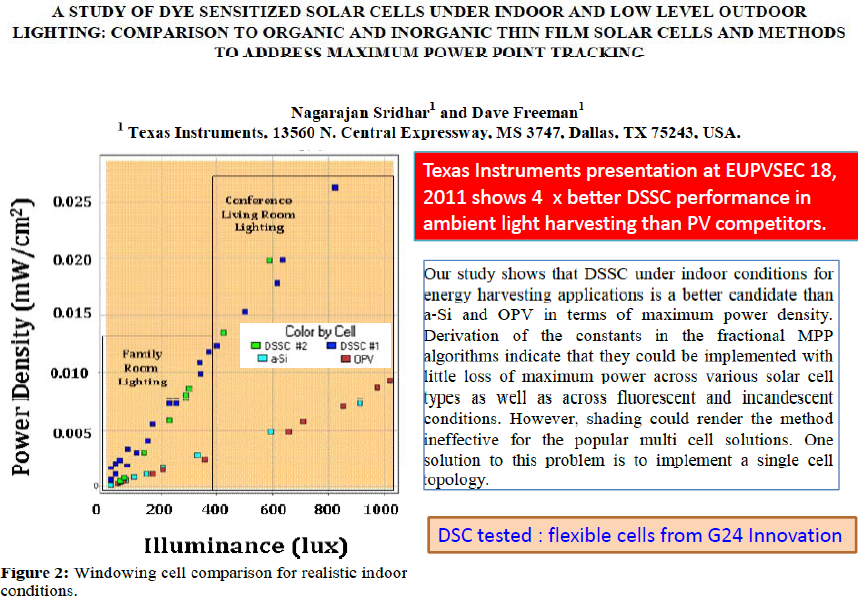 A STUDY OF DYE SENSITIZED SOLAR CELLS UNDER INDOOR AND LOW LEVEL OUTDOOR
LIGHTING: COMPARISON TO ORGANIC AND INORGANIC THIN FILM SOLAR CELLS AND METHODS
TO ADDRESS MAXIMUM POWER POINT TRACKING
Nagarajan Sridhar1 and Dave Freeman1
1 Texas Instruments, 13560 N. Central Expressway, MS 3747, Dallas, TX 75243, USA.
Power Density (mW/cm2)
0.025
0.020
0.015
0.010
0.005
0
Conference
Living Room
Lighting
Family
Room
Lighting
Color by Cell
DSSC #2 DSSC #1
a-Si OPV
0 200 400 600 800 1000
Illuminance (lux)
Figure 2: Windowing cell comparison for realistic indoor
conditions.
Texas Instruments presentation at EUPVSEC 18,
2011 shows 4 x better DSSC performance in
ambient light harvesting than PV competitors.
Our study shows that DSSC under indoor conditions for
energy harvesting applications is a better candidate than
a-Si and OPV in terms of maximum power density.
Derivation of the constants in the fractional MPP
algorithms indicate that they could be implemented with
little loss of maximum power across various solar cell
types as well as across fluorescent and incandescent
conditions. However, shading could render the method
ineffective for the popular multi cell solutions. One
solution to this problem is to implement a single cell
topology.
DSC tested : flexible cells from G24 Innovation